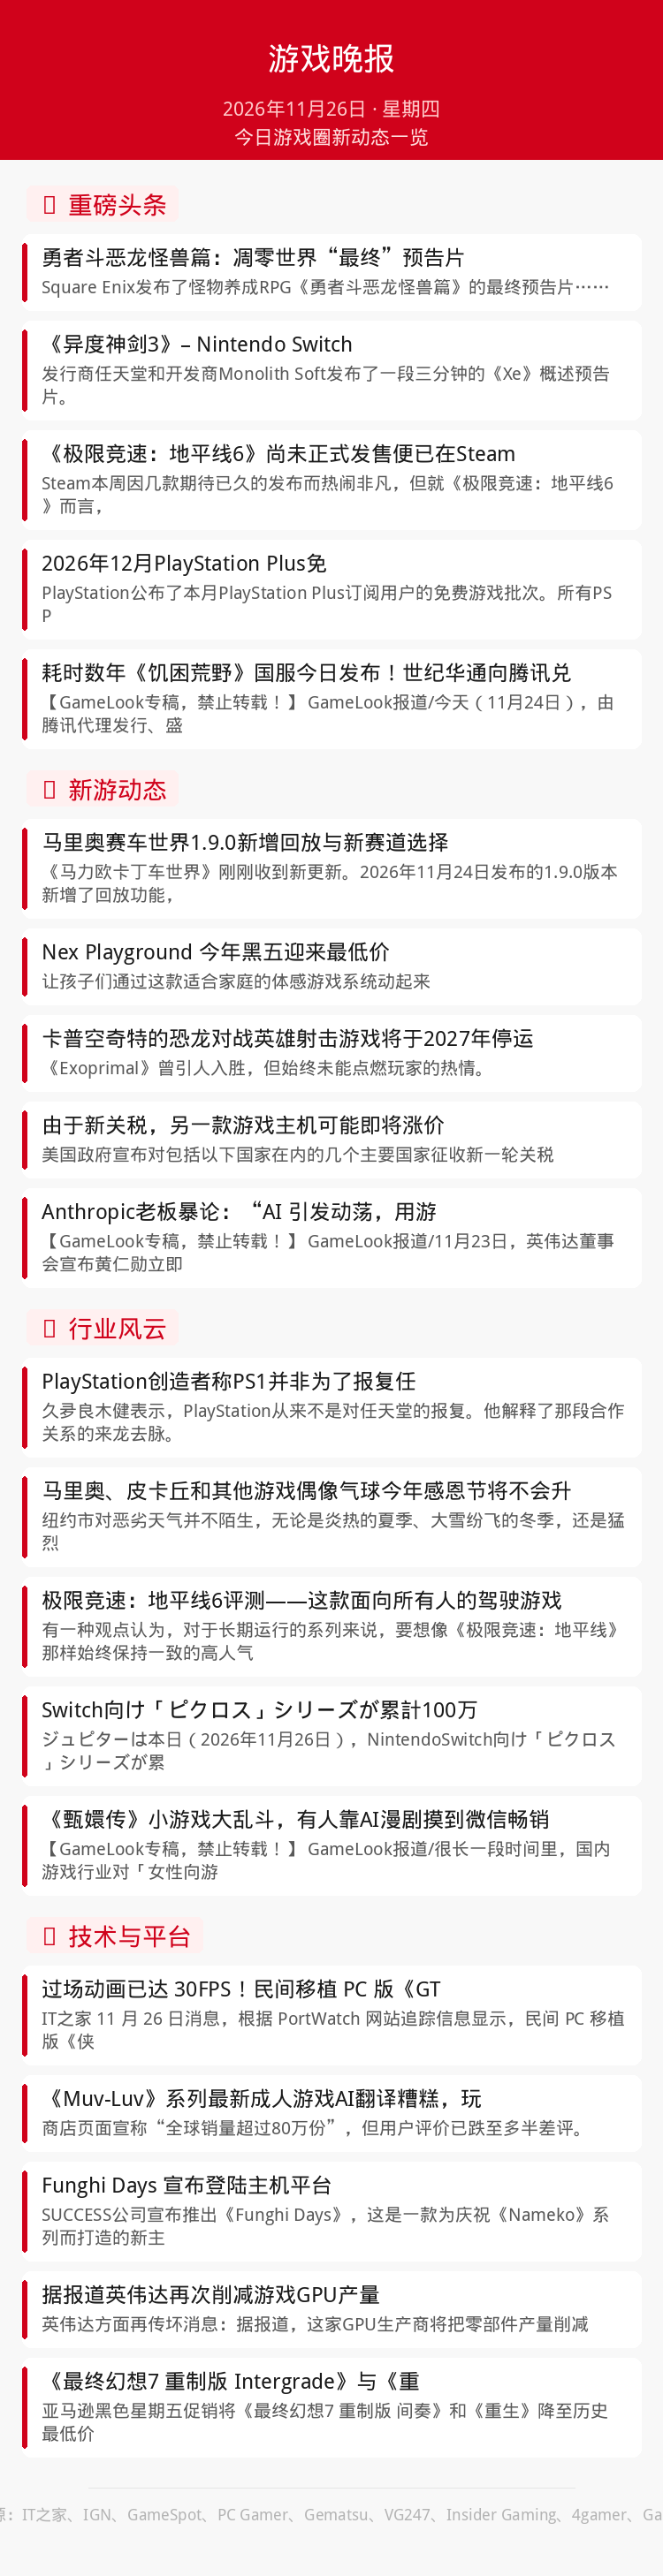 游戏晚报
2026年11月26日 · 星期四
今日游戏圈新动态一览
重磅头条
勇者斗恶龙怪兽篇：凋零世界“最终”预告片
Square Enix发布了怪物养成RPG《勇者斗恶龙怪兽篇》的最终预告片……
《异度神剑3》– Nintendo Switch
发行商任天堂和开发商Monolith Soft发布了一段三分钟的《Xe》概述预告
片。
《极限竞速：地平线6》尚未正式发售便已在Steam
Steam本周因几款期待已久的发布而热闹非凡，但就《极限竞速：地平线6
》而言，
2026年12月PlayStation Plus免
PlayStation公布了本月PlayStation Plus订阅用户的免费游戏批次。所有PS
P
耗时数年《饥困荒野》国服今日发布！世纪华通向腾讯兑
【GameLook专稿，禁止转载！】GameLook报道/今天（11月24日），由
腾讯代理发行、盛
新游动态
马里奥赛车世界1.9.0新增回放与新赛道选择
《马力欧卡丁车世界》刚刚收到新更新。2026年11月24日发布的1.9.0版本
新增了回放功能，
Nex Playground 今年黑五迎来最低价
让孩子们通过这款适合家庭的体感游戏系统动起来
卡普空奇特的恐龙对战英雄射击游戏将于2027年停运
《Exoprimal》曾引人入胜，但始终未能点燃玩家的热情。
由于新关税，另一款游戏主机可能即将涨价
美国政府宣布对包括以下国家在内的几个主要国家征收新一轮关税
Anthropic老板暴论：“AI 引发动荡，用游
【GameLook专稿，禁止转载！】GameLook报道/11月23日，英伟达董事
会宣布黄仁勋立即
行业风云
PlayStation创造者称PS1并非为了报复任
久夛良木健表示，PlayStation从来不是对任天堂的报复。他解释了那段合作
关系的来龙去脉。
马里奥、皮卡丘和其他游戏偶像气球今年感恩节将不会升
纽约市对恶劣天气并不陌生，无论是炎热的夏季、大雪纷飞的冬季，还是猛
烈
极限竞速：地平线6评测——这款面向所有人的驾驶游戏
有一种观点认为，对于长期运行的系列来说，要想像《极限竞速：地平线》
那样始终保持一致的高人气
Switch向け「ピクロス」シリーズが累計100万
ジュピターは本日（2026年11月26日），NintendoSwitch向け「ピクロス
」シリーズが累
《甄嬛传》小游戏大乱斗，有人靠AI漫剧摸到微信畅销
【GameLook专稿，禁止转载！】GameLook报道/很长一段时间里，国内
游戏行业对「女性向游
技术与平台
过场动画已达 30FPS！民间移植 PC 版《GT
IT之家 11 月 26 日消息，根据 PortWatch 网站追踪信息显示，民间 PC 移植
版《侠
《Muv-Luv》系列最新成人游戏AI翻译糟糕，玩
商店页面宣称“全球销量超过80万份”，但用户评价已跌至多半差评。
Funghi Days 宣布登陆主机平台
SUCCESS公司宣布推出《Funghi Days》，这是一款为庆祝《Nameko》系
列而打造的新主
据报道英伟达再次削减游戏GPU产量
英伟达方面再传坏消息：据报道，这家GPU生产商将把零部件产量削减
《最终幻想7 重制版 Intergrade》与《重
亚马逊黑色星期五促销将《最终幻想7 重制版 间奏》和《重生》降至历史
最低价
源：IT之家、IGN、GameSpot、PC Gamer、Gematsu、VG247、Insider Gaming、4gamer、Ga